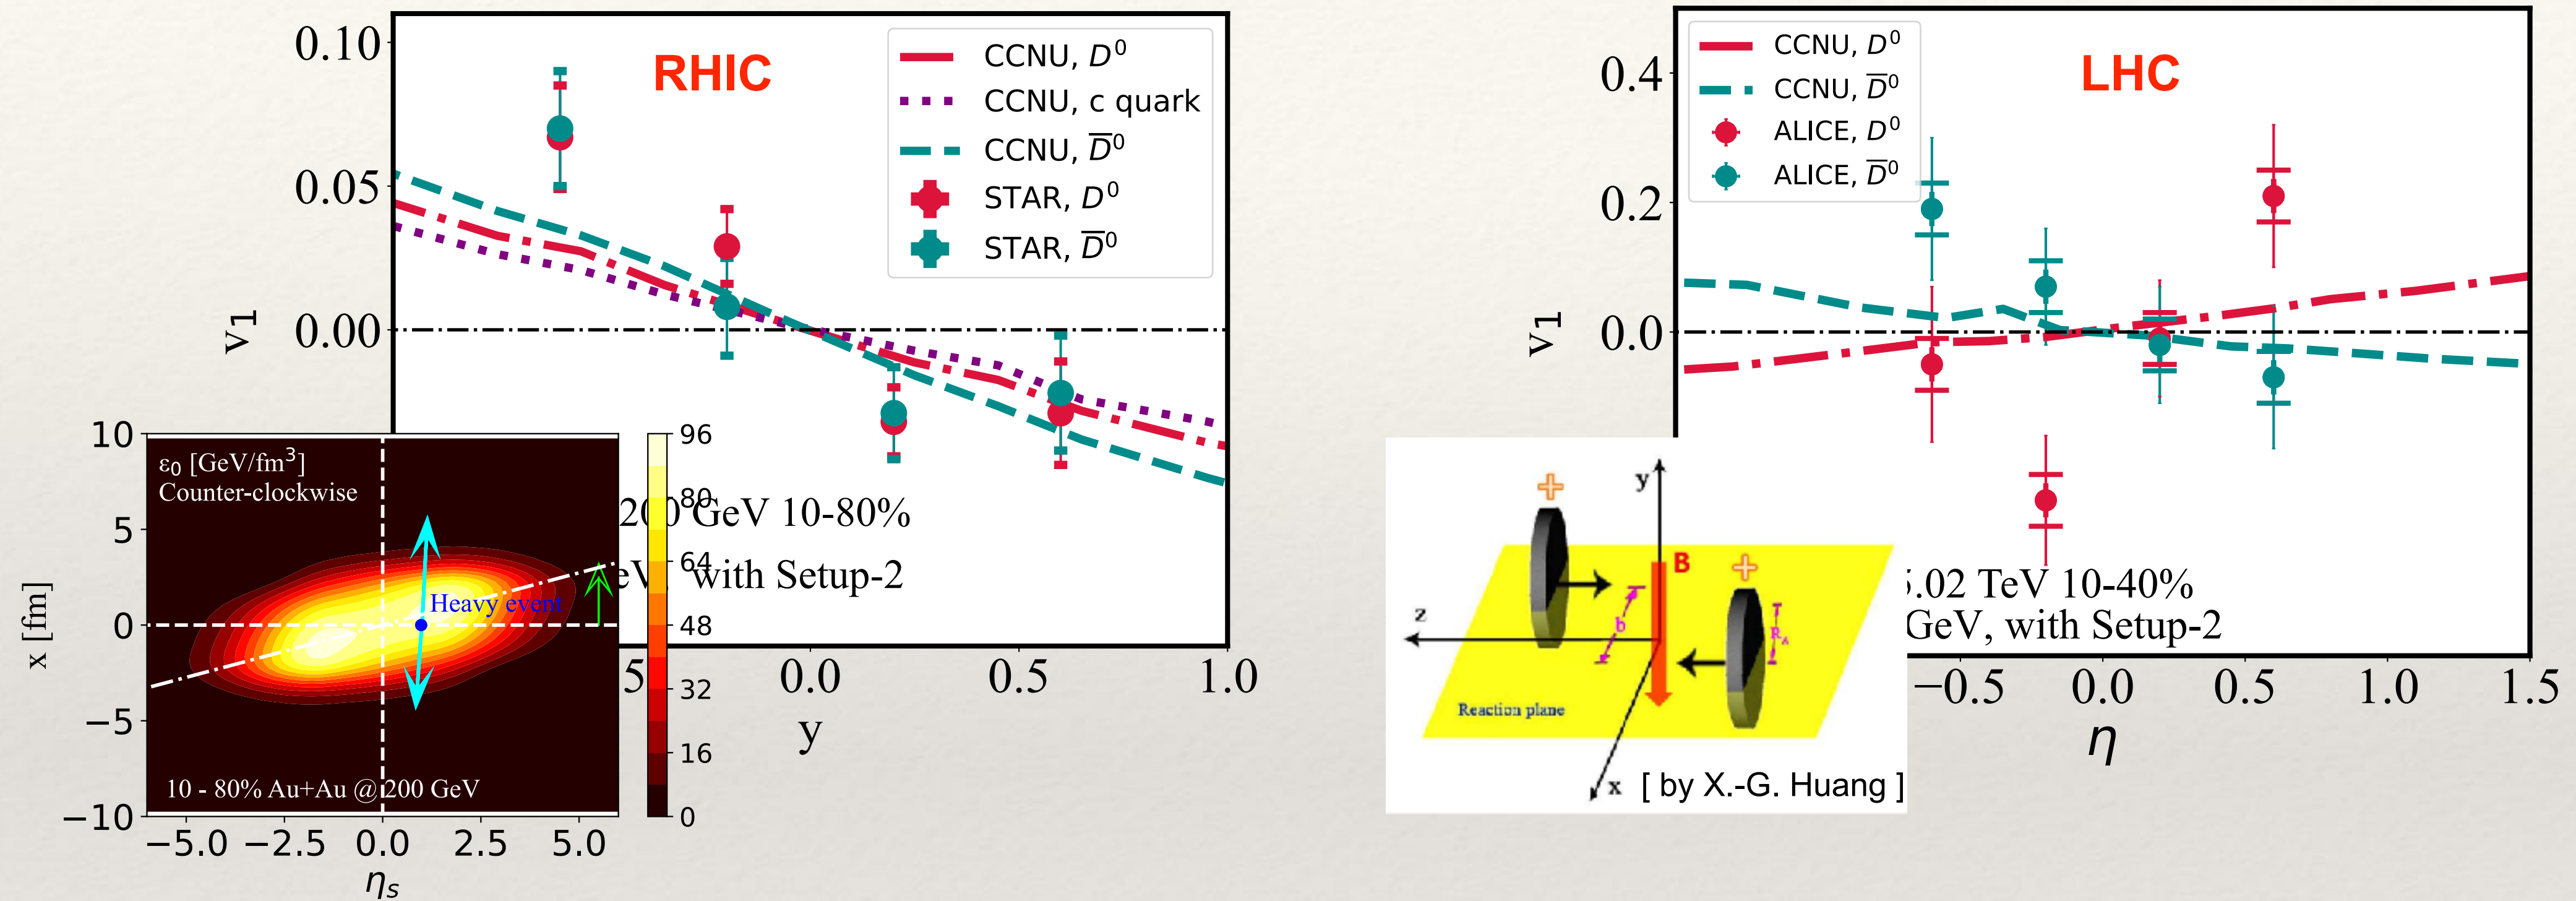 RHIC
0.10
0.05
0.00
v₁
CCNU, D⁰
CCNU, c quark
CCNU, D̅⁰
STAR, D⁰
STAR, D̅⁰
200 GeV 10-80%
eV, with Setup-2
5
0.0
0.5
1.0
y
ε₀ [GeV/fm³]
Counter-clockwise
Heavy event
10 - 80% Au+Au @ 200 GeV
10
5
0
−5
−10
x [fm]
−5.0
−2.5
0.0
2.5
5.0
ηₛ
96
80
64
48
32
16
0
LHC
0.4
0.2
0.0
v₁
CCNU, D⁰
CCNU, D̅⁰
ALICE, D⁰
ALICE, D̅⁰
5.02 TeV 10-40%
GeV, with Setup-2
−0.5
0.0
0.5
1.0
1.5
η
y
B
z
b
R_A
Reaction plane
x
[ by X.-G. Huang ]